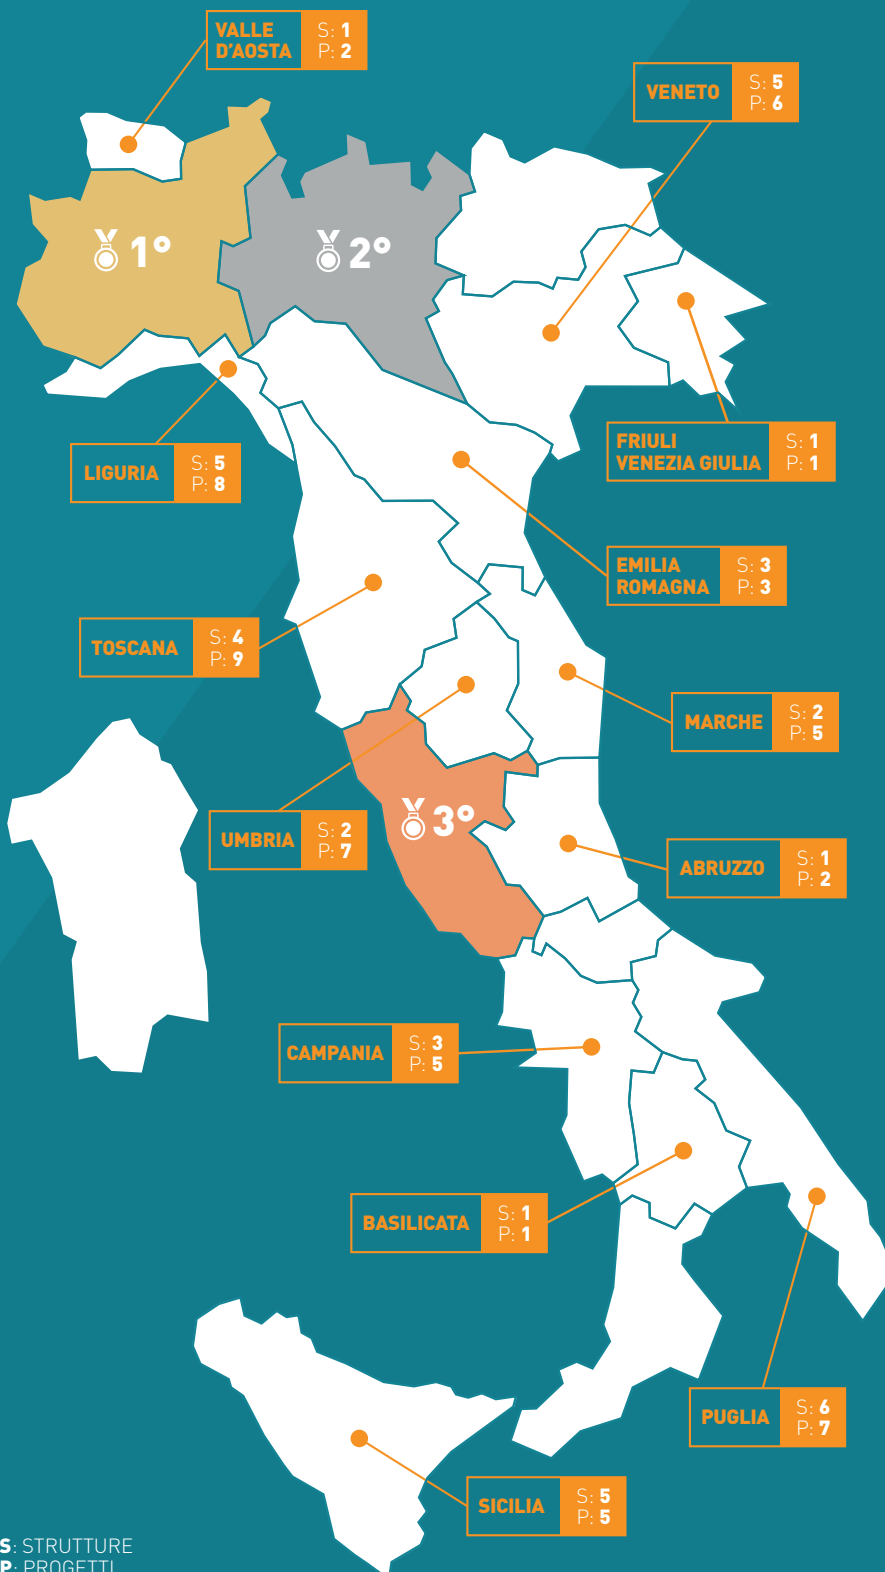 VALLE
D'AOSTA
S: 1
P: 2
VENETO
S: 5
P: 6
1°
2°
FRIULI
VENEZIA GIULIA
S: 1
P: 1
LIGURIA
S: 5
P: 8
EMILIA
ROMAGNA
S: 3
P: 3
TOSCANA
S: 4
P: 9
MARCHE
S: 2
P: 5
3°
UMBRIA
S: 2
P: 7
ABRUZZO
S: 1
P: 2
CAMPANIA
S: 3
P: 5
BASILICATA
S: 1
P: 1
PUGLIA
S: 6
P: 7
SICILIA
S: 5
P: 5
S: STRUTTURE
P: PROGETTI